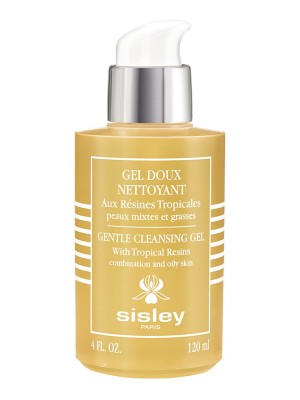 GEL DOUX
NETTOYANT
Aux Résines Tropicales
peaux mixtes et grasses
GENTLE CLEANSING GEL
With Tropical Resins
combination and oily skin
sisley
PARIS
4 FL. OZ. 120 ml